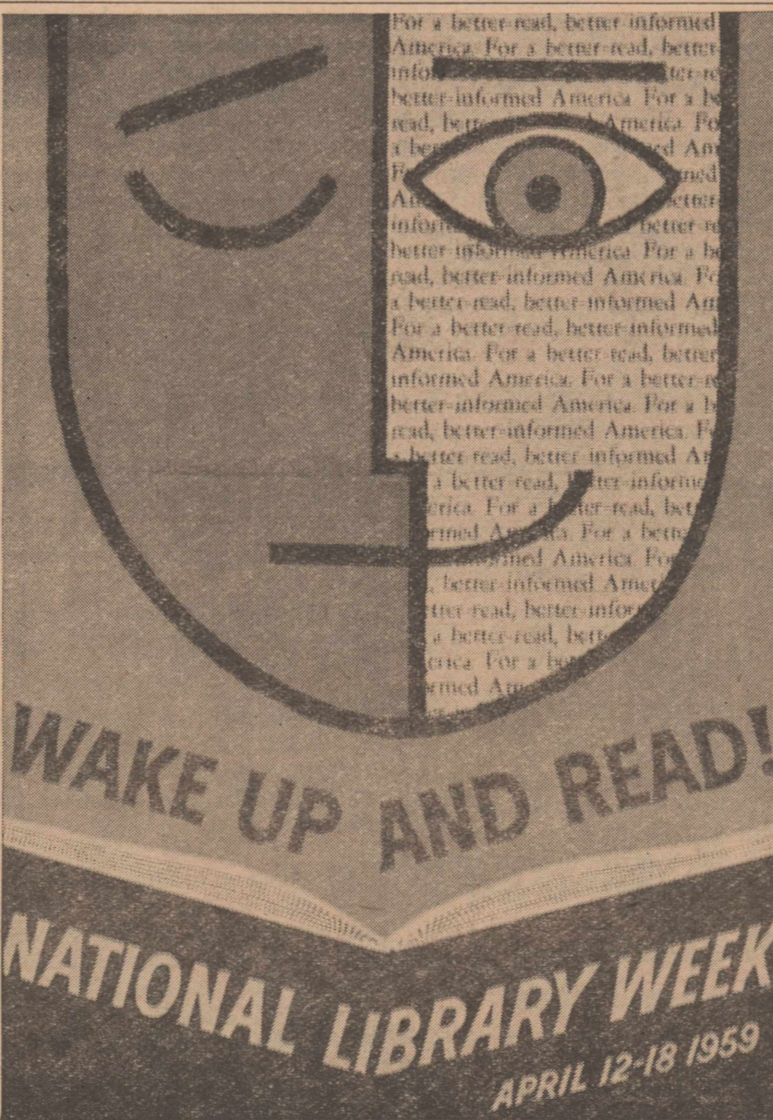 For a better-read, better-informed
America. For a better-read, better-
better-informed America. For a
read, America.
a
better-informed America. For a
read, better-informed America.
a better-read, better-informed
For a better-read, better-informed
America. For a better-read, better-
informed America. For a better-
better-informed America. For a
read, better-informed America.
a better-read, better-informed
a better-read,
For a
For a
America.
better-informed
better-
a better-read,
For a
WAKE UP AND READ!
NATIONAL LIBRARY WEEK
APRIL 12-18 1959